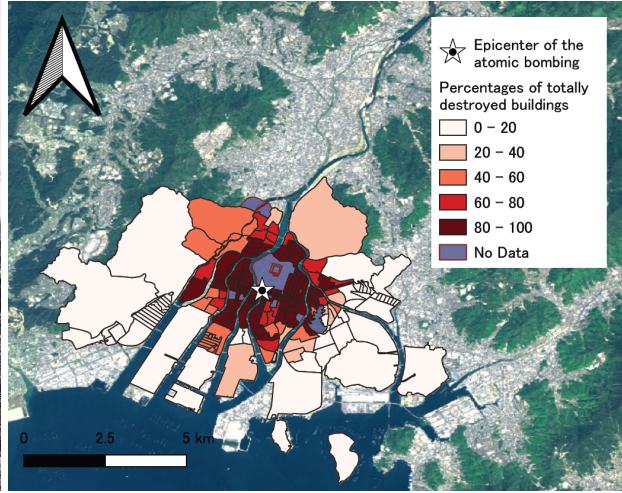 Epicenter of the
atomic bombing
Percentages of totally
destroyed buildings
0 - 20
20 - 40
40 - 60
60 - 80
80 - 100
No Data
0 2.5 5 km